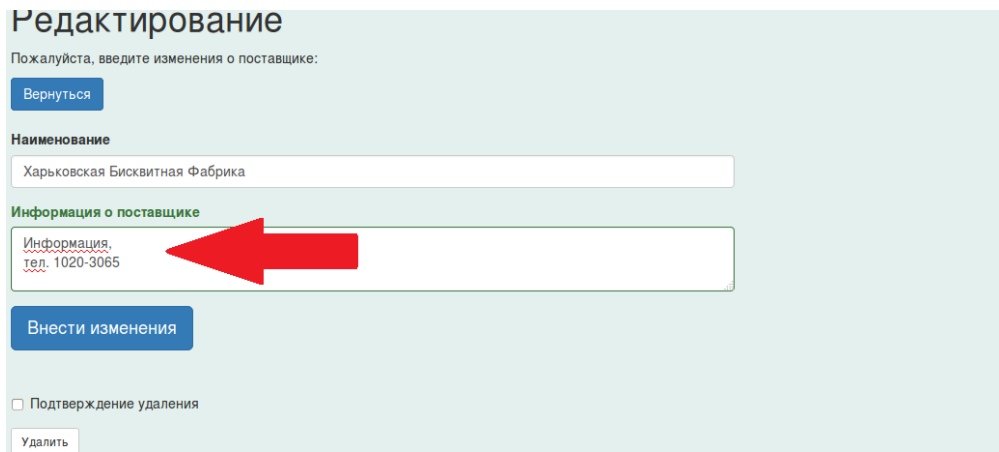 Редактирование
Пожалуйста, введите изменения о поставщике:
Вернуться
Наименование
Харьковская Бисквитная Фабрика
Информация о поставщике
Информация,
тел. 1020-3065
Внести изменения
Подтверждение удаления
Удалить